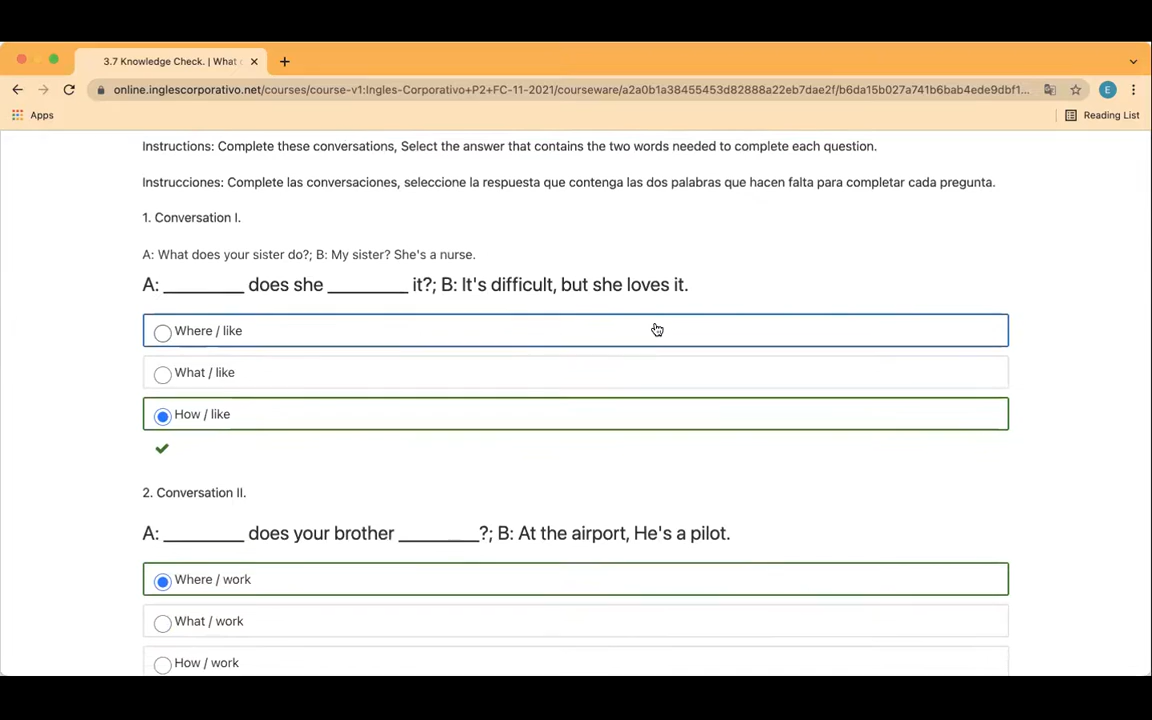 3.7 Knowledge Check. | What
online.inglescorporativo.net/courses/course-v1:Ingles-Corporativo+P2+FC-11-2021/courseware/a2a0b1a38455453d82888a22eb7dae2f/b6da15b027a741b6bab4ede9dbf1...
E
Apps
Reading List
Instructions: Complete these conversations, Select the answer that contains the two words needed to complete each question.
Instrucciones: Complete las conversaciones, seleccione la respuesta que contenga las dos palabras que hacen falta para completar cada pregunta.
1. Conversation I.
A: What does your sister do?; B: My sister? She's a nurse.
A: _________ does she _________ it?; B: It's difficult, but she loves it.
Where / like
What / like
How / like
2. Conversation II.
A: _________ does your brother _________?; B: At the airport, He's a pilot.
Where / work
What / work
How / work